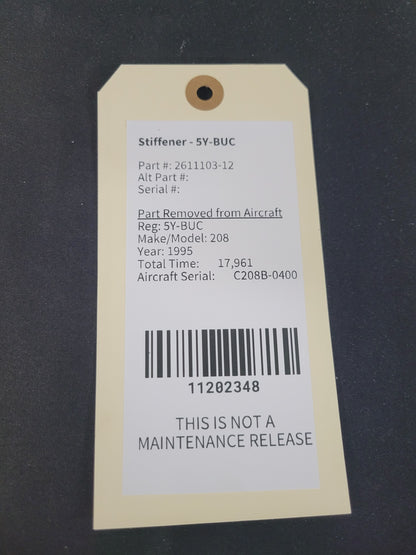 Stiffener - 5Y-BUC
Part #: 2611103-12
Alt Part #:
Serial #:
Part Removed from Aircraft
Reg: 5Y-BUC
Make/Model: 208
Year: 1995
Total Time: 17,961
Aircraft Serial: C208B-0400
11202348
THIS IS NOT A
MAINTENANCE RELEASE